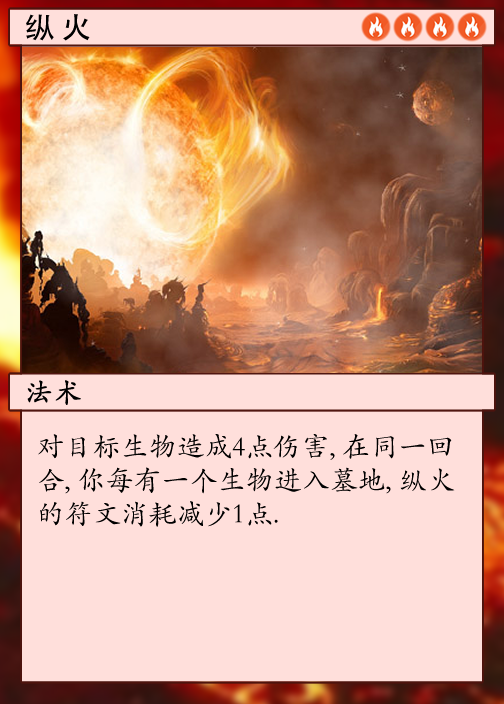 纵火
法术
对目标生物造成4点伤害, 在同一回
合, 你每有一个生物进入墓地, 纵火
的符文消耗减少1点.